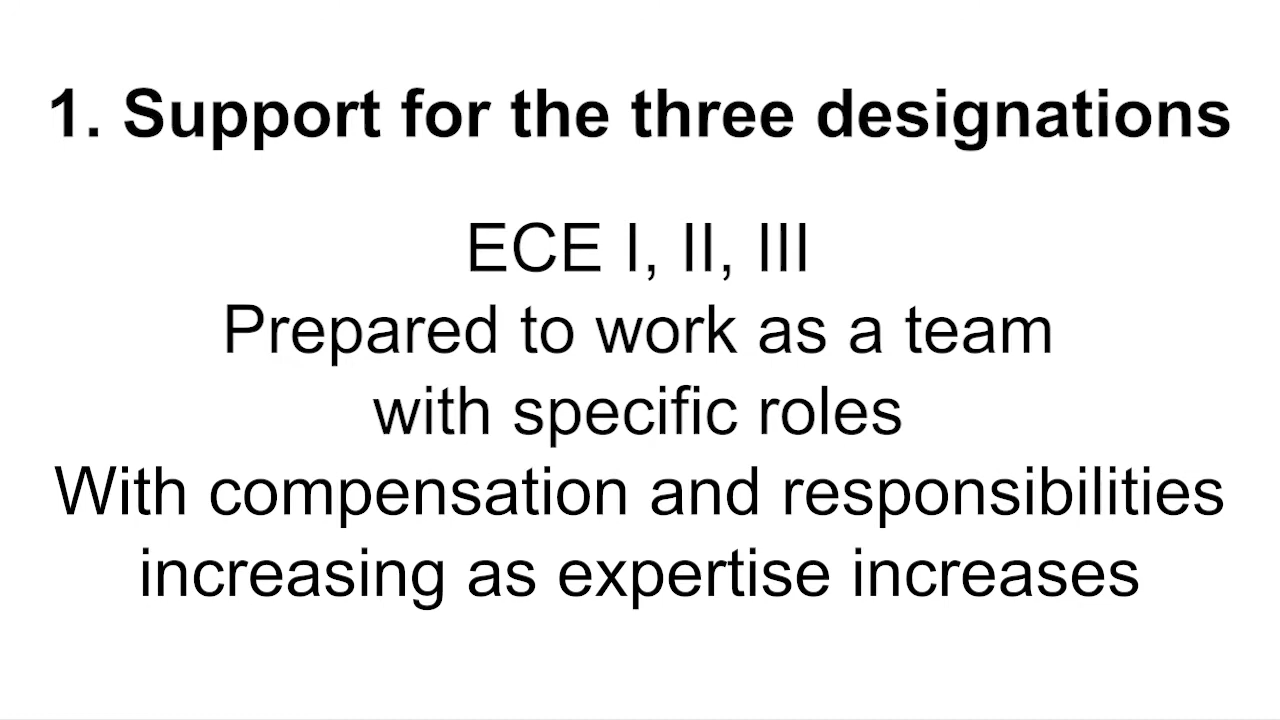 1. Support for the three designations
ECE I, II, III
Prepared to work as a team
with specific roles
With compensation and responsibilities
increasing as expertise increases